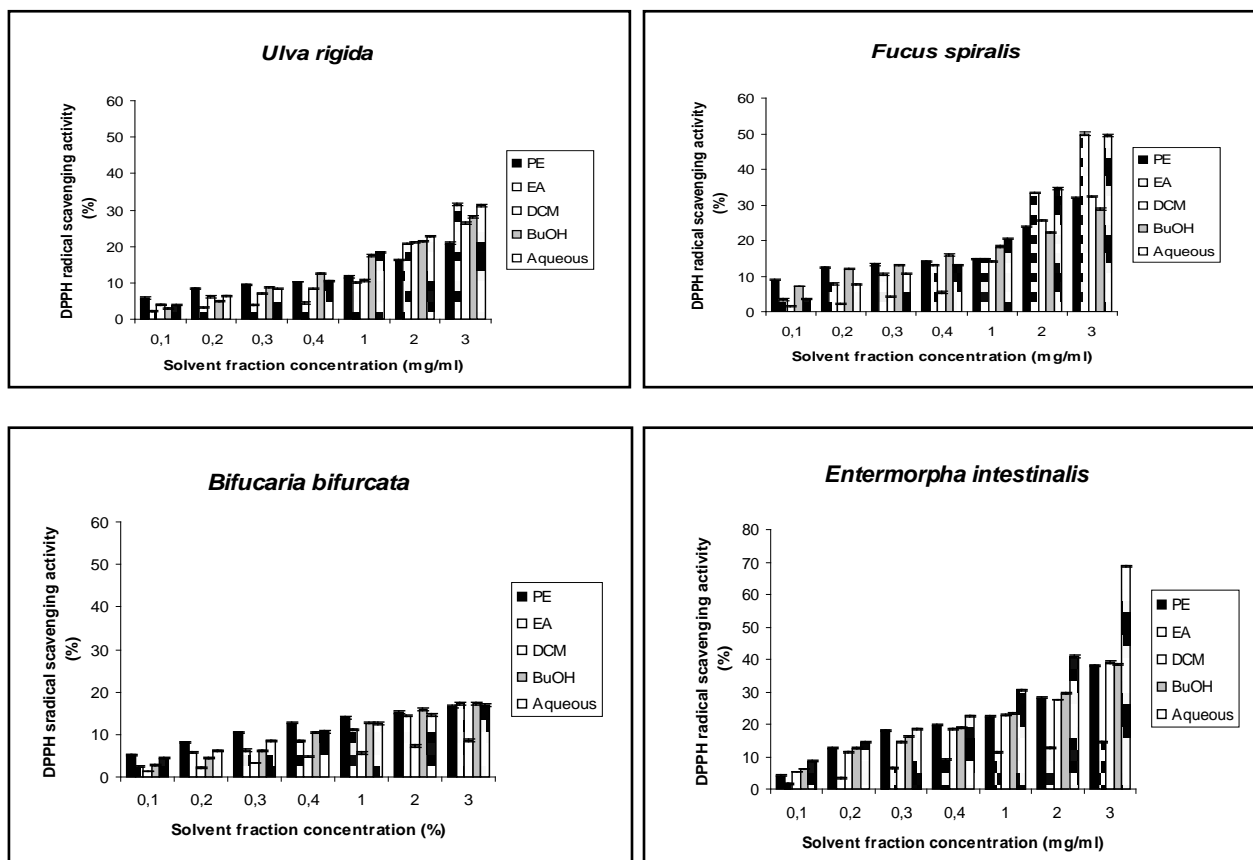 Ulva rigida
DPPH radical scavenging activity
(%)
60
50
40
30
20
10
0
0,1 0,2 0,3 0,4 1 2 3
Solvent fraction concentration (mg/ml)
PE
EA
DCM
BuOH
Aqueous
Fucus spiralis
DPPH radical scavenging activity
(%)
60
50
40
30
20
10
0
0,1 0,2 0,3 0,4 1 2 3
Solvent fraction concentration (mg/ml)
PE
EA
DCM
BuOH
Aqueous
Bifucaria bifurcata
DPPH sradical scavenging activity
(%)
60
50
40
30
20
10
0
0,1 0,2 0,3 0,4 1 2 3
Solvent fraction concentration (%)
PE
EA
DCM
BuOH
Aqueous
Entermorpha intestinalis
DPPH radical scavenging activity
(%)
80
70
60
50
40
30
20
10
0
0,1 0,2 0,3 0,4 1 2 3
Solvent fraction concentration (mg/ml)
PE
EA
DCM
BuOH
Aqueous